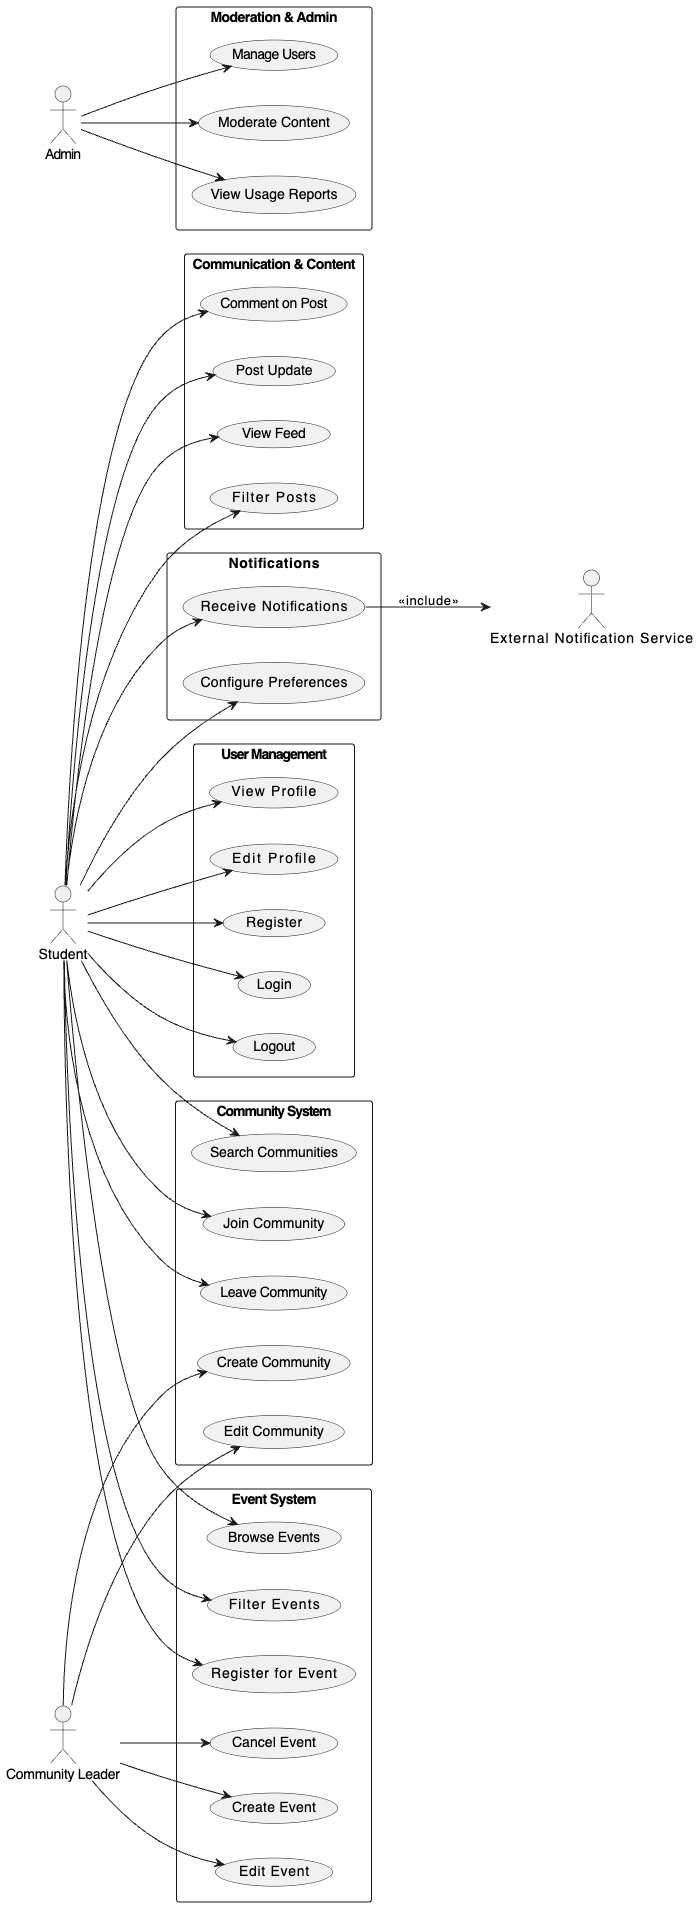 Moderation & Admin
Manage Users
Moderate Content
View Usage Reports
Admin
Communication & Content
Comment on Post
Post Update
View Feed
Filter Posts
Notifications
Receive Notifications
«include»
External Notification Service
Configure Preferences
User Management
View Profile
Edit Profile
Register
Student
Login
Logout
Community System
Search Communities
Join Community
Leave Community
Create Community
Edit Community
Event System
Browse Events
Filter Events
Register for Event
Cancel Event
Community Leader
Create Event
Edit Event